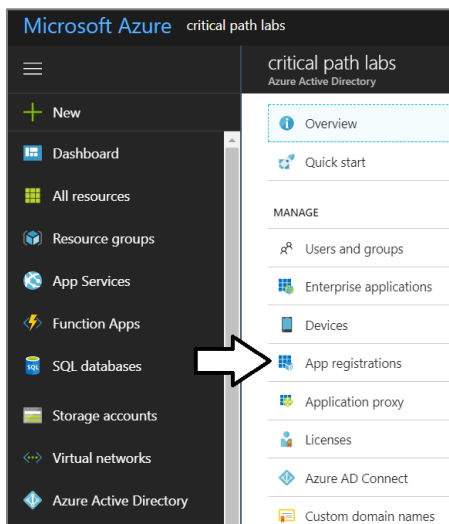 Microsoft Azure critical path labs
New
Dashboard
All resources
Resource groups
App Services
Function Apps
SQL databases
Storage accounts
Virtual networks
Azure Active Directory
critical path labs
Azure Active Directory
Overview
Quick start
MANAGE
Users and groups
Enterprise applications
Devices
App registrations
Application proxy
Licenses
Azure AD Connect
Custom domain names